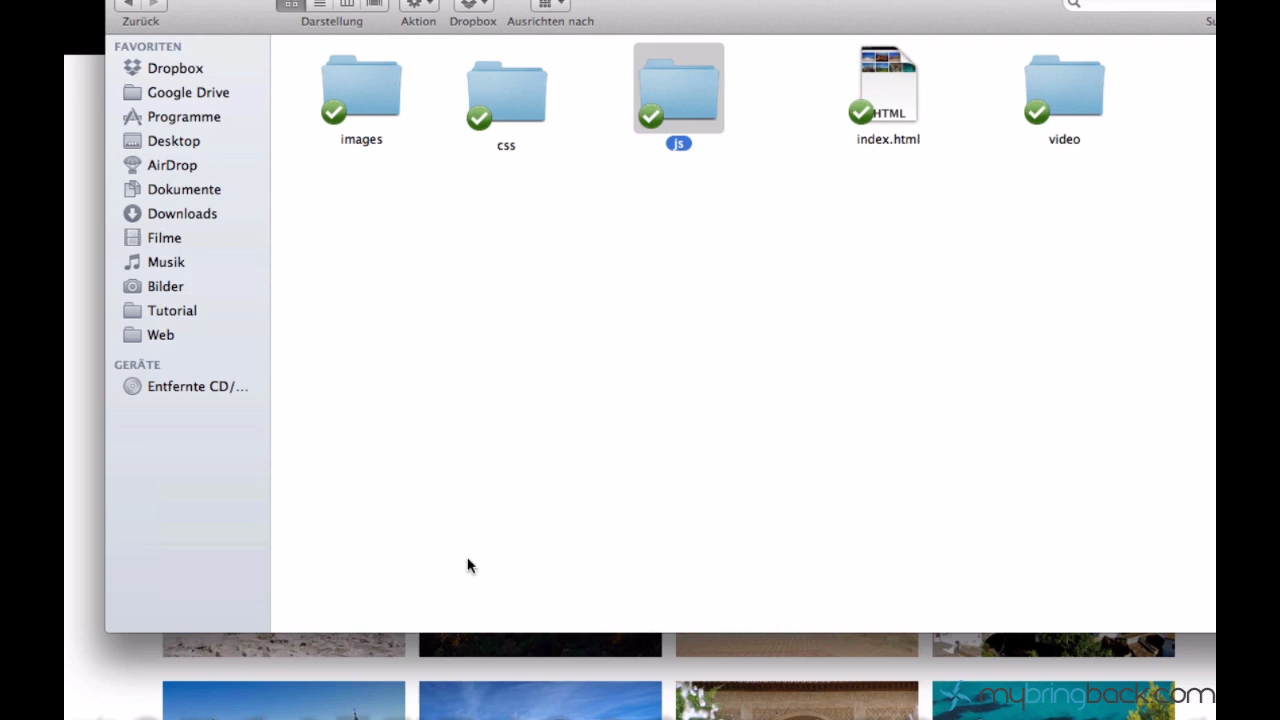 Zurück
Darstellung
Aktion
Dropbox
Ausrichten nach
FAVORITEN
Dropbox
Google Drive
Programme
Desktop
AirDrop
Dokumente
Downloads
Filme
Musik
Bilder
Tutorial
Web
GERÄTE
Entfernte CD/...
images
css
js
HTML
index.html
video
mybringback.com